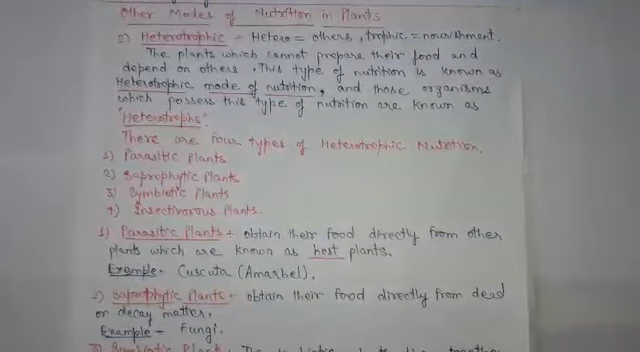 Other Modes of Nutrition in Plants
2) Heterotrophic ÷ Hetero = others, trophic = nourishment.
The plants which cannot prepare their food and
depend on others. This type of nutrition is known as
Heterotrophic mode of nutrition, and those organisms
which possess this type of nutrition are known as
"Heterotrophs".
There are four types of Heterotrophic Nutrition.
1) Parasitic Plants
2) Saprophytic Plants
3) Symbiotic Plants
4) Insectivorous Plants.
1) Parasitic Plants ÷ obtain their food directly from other
plants which are known as host plants.
Example - Cuscuta (Amarbel).
2) Saprophytic Plants - obtain their food directly from dead
or decay matter.
Example ÷ Fungi.
3) Symbiotic Plant